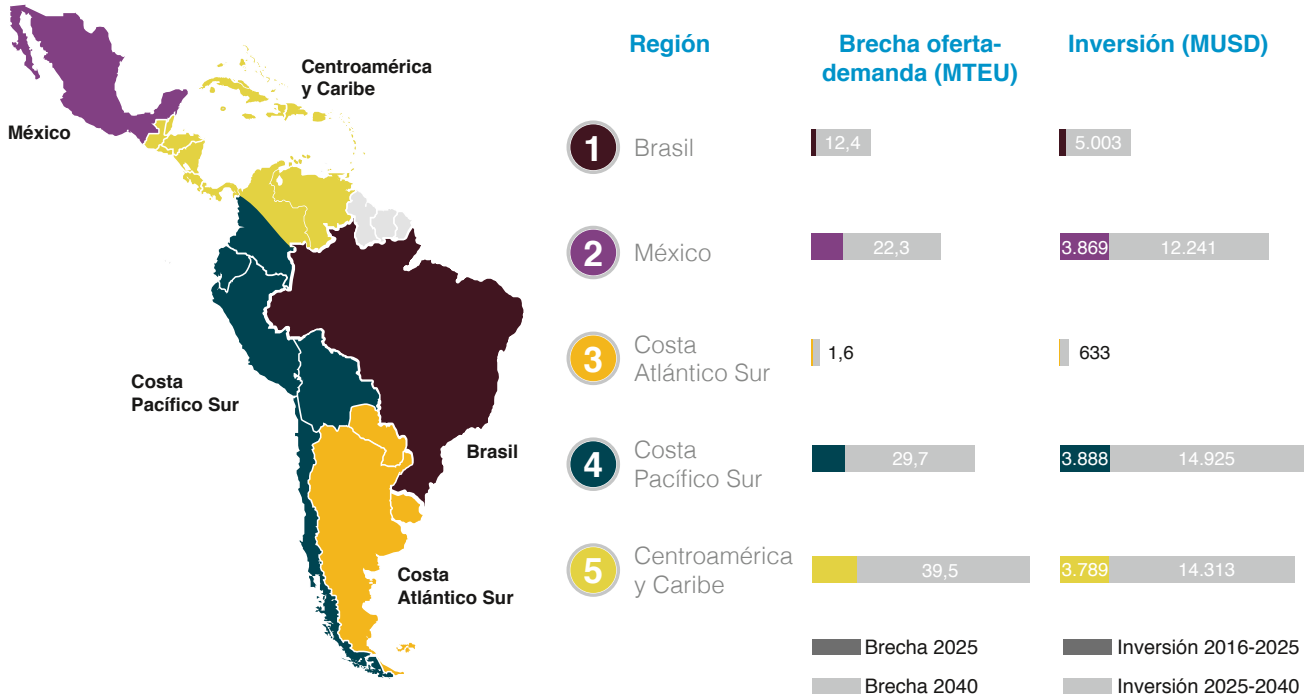 Centroamérica
y Caribe
México
Costa
Pacífico Sur
Brasil
Costa
Atlántico Sur
Región
Brecha oferta-
demanda (MTEU)
Inversión (MUSD)
1 Brasil 12,4 5.003
2 México 22,3 3.869 12.241
3 Costa
Atlántico Sur 1,6 633
4 Costa
Pacífico Sur 29,7 3.888 14.925
5 Centroamérica
y Caribe 39,5 3.789 14.313
Brecha 2025 Inversión 2016-2025
Brecha 2040 Inversión 2025-2040